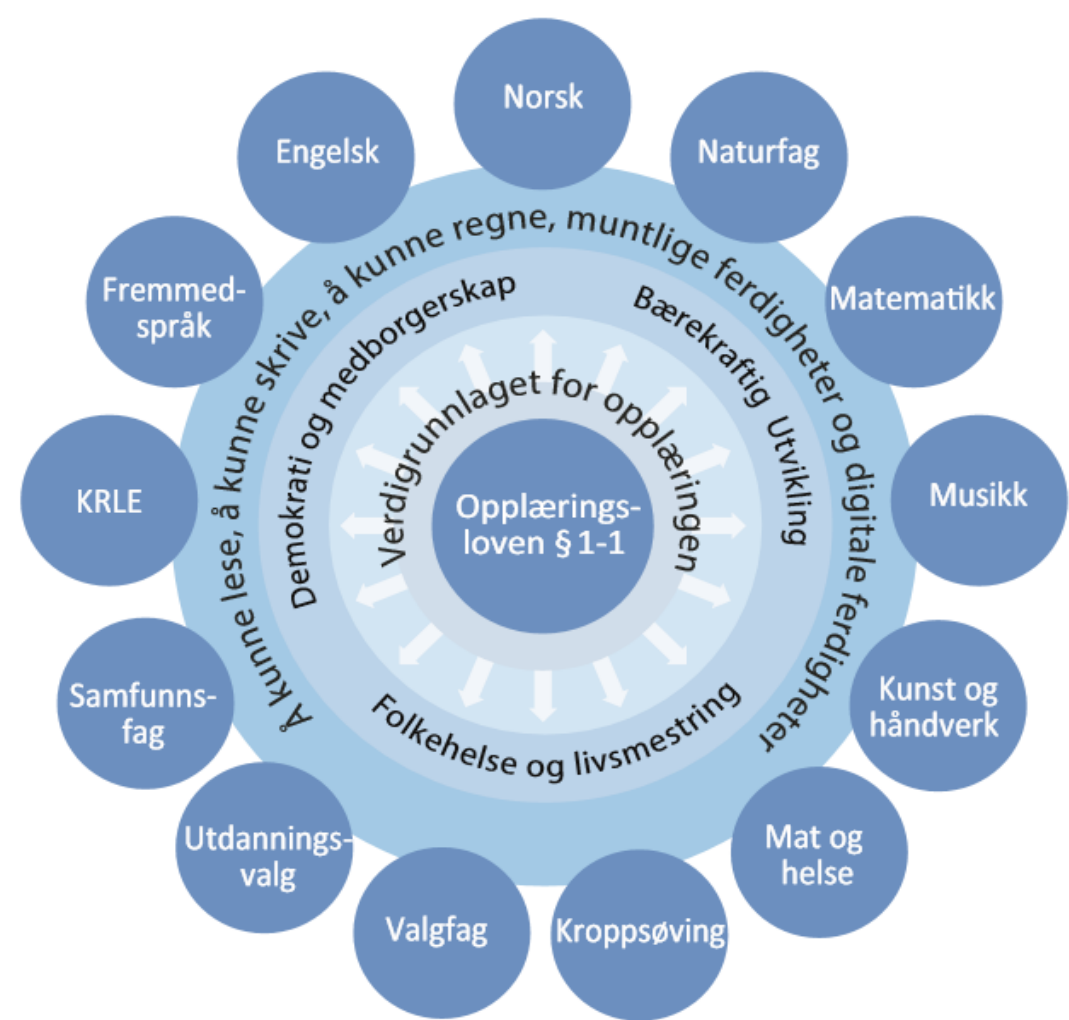 Norsk
Naturfag
Matematikk
Musikk
Kunst og
håndverk
Mat og
helse
Kroppsøving
Valgfag
Utdannings-
valg
Samfunns-
fag
KRLE
Fremmed-
språk
Engelsk
Å kunne lese, å kunne skrive, å kunne regne, muntlige ferdigheter og digitale ferdigheter
Demokrati og medborgerskap
Bærekraftig Utvikling
Folkehelse og livsmestring
Verdigrunnlaget for opplæringen
Opplærings-
loven § 1-1